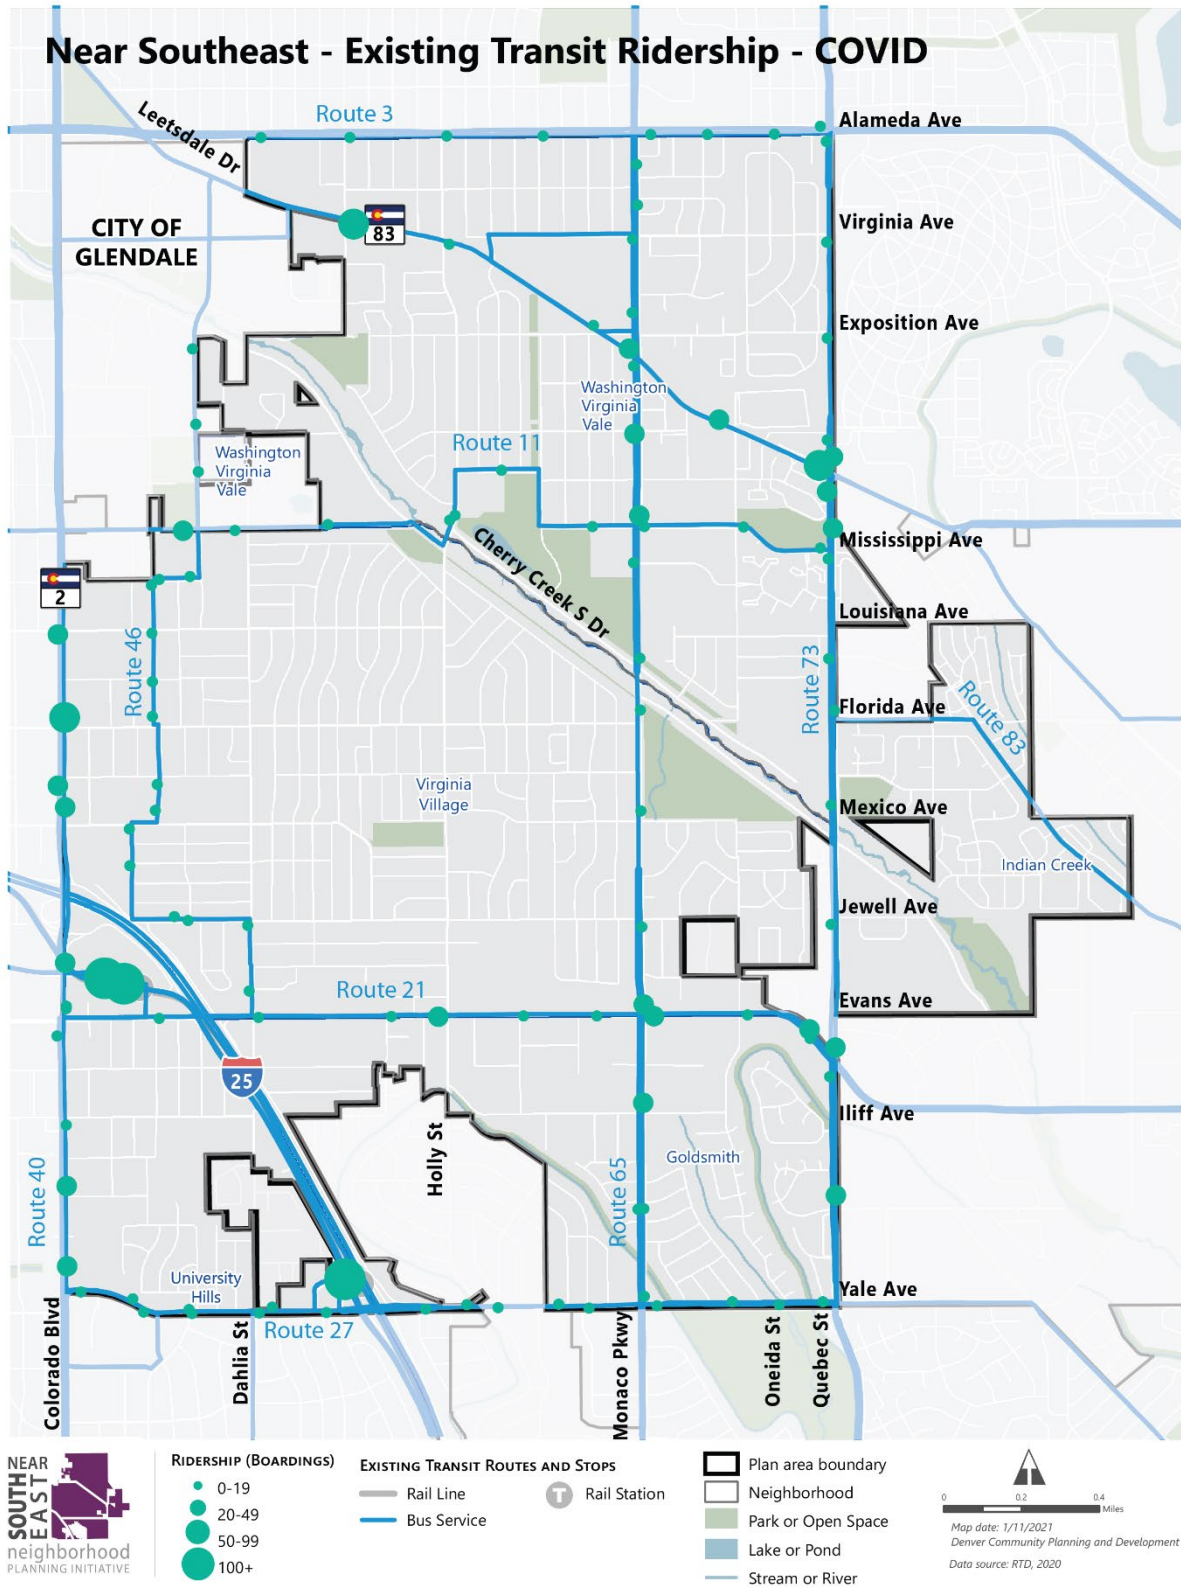 Near Southeast - Existing Transit Ridership - COVID
Route 3
Alameda Ave
Leetsdale Dr
CITY OF
GLENDALE
83
Virginia Ave
Exposition Ave
Washington
Virginia
Vale
Route 11
Washington
Virginia
Vale
Cherry Creek S Dr
Mississippi Ave
2
Louisiana Ave
Route 46
Route 73
Florida Ave
Route 83
Virginia
Village
Mexico Ave
Indian Creek
Jewell Ave
Route 21
Evans Ave
25
Iliff Ave
Holly St
Goldsmith
Route 40
Route 65
University
Hills
Yale Ave
Route 27
Colorado Blvd
Dahlia St
Monaco Pkwy
Oneida St
Quebec St
NEAR
SOUTH
EAST
neighborhood
PLANNING INITIATIVE
RIDERSHIP (BOARDINGS)
0-19
20-49
50-99
100+
EXISTING TRANSIT ROUTES AND STOPS
Rail Line
Bus Service
T
Rail Station
Plan area boundary
Neighborhood
Park or Open Space
Lake or Pond
Stream or River
0 0.2 0.4
Miles
Map date: 1/11/2021
Denver Community Planning and Development
Data source: RTD, 2020